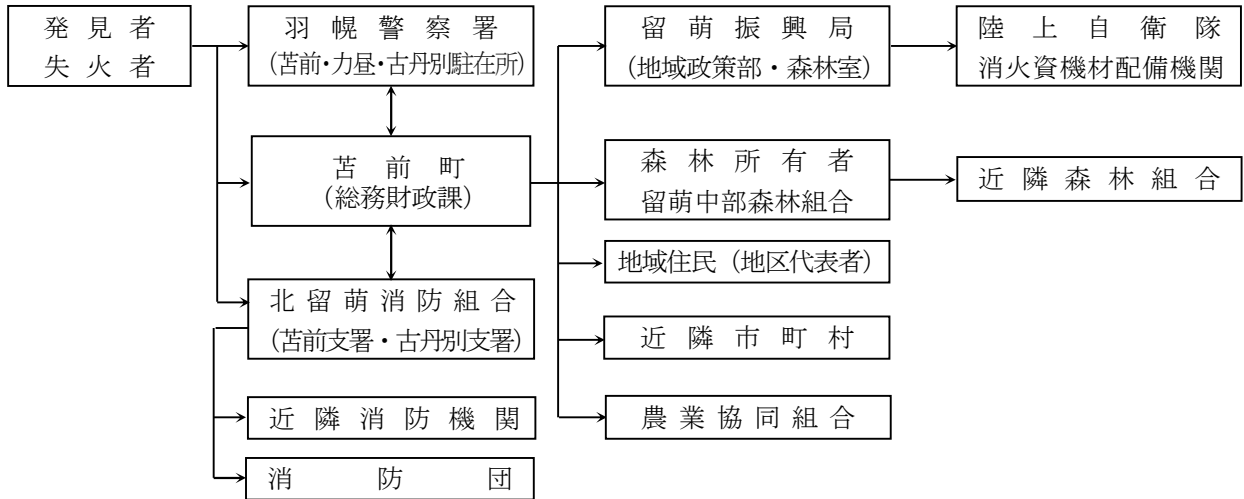 発見者
失火者
羽幌警察署
(苫前・力昼・古丹別駐在所)
苫前町
(総務財政課)
北留萌消防組合
(苫前支署・古丹別支署)
近隣消防機関
消防団
留萌振興局
(地域政策部・森林室)
森林所有者
留萌中部森林組合
地域住民(地区代表者)
近隣市町村
農業協同組合
陸上自衛隊
消火資機材配備機関
近隣森林組合